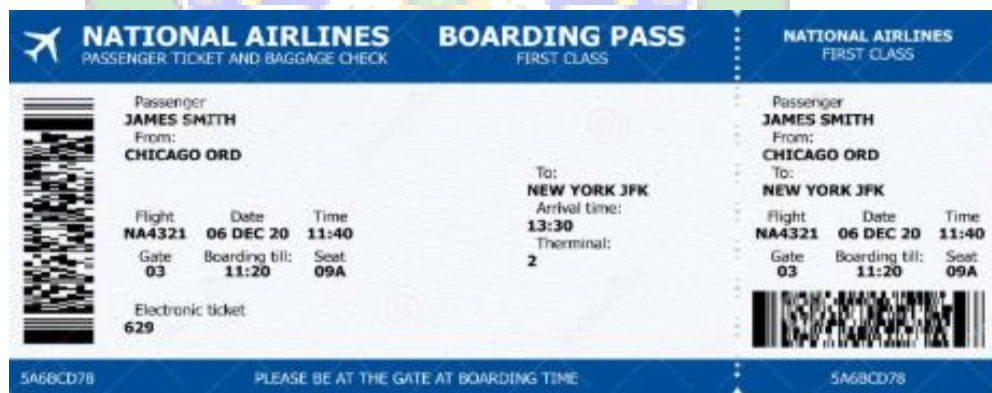 NATIONAL AIRLINES
PASSENGER TICKET AND BAGGAGE CHECK
BOARDING PASS
FIRST CLASS
Passenger
JAMES SMITH
From:
CHICAGO ORD
Flight Date Time
NA4321 06 DEC 20 11:40
Gate Boarding till: Seat
03 11:20 09A
Electronic ticket
629
To:
NEW YORK JFK
Arrival time:
13:30
Therminal:
2
5A6BCD78
PLEASE BE AT THE GATE AT BOARDING TIME
NATIONAL AIRLINES
FIRST CLASS
Passenger
JAMES SMITH
From:
CHICAGO ORD
To:
NEW YORK JFK
Flight Date Time
NA4321 06 DEC 20 11:40
Gate Boarding till: Seat
03 11:20 09A
5A6BCD78